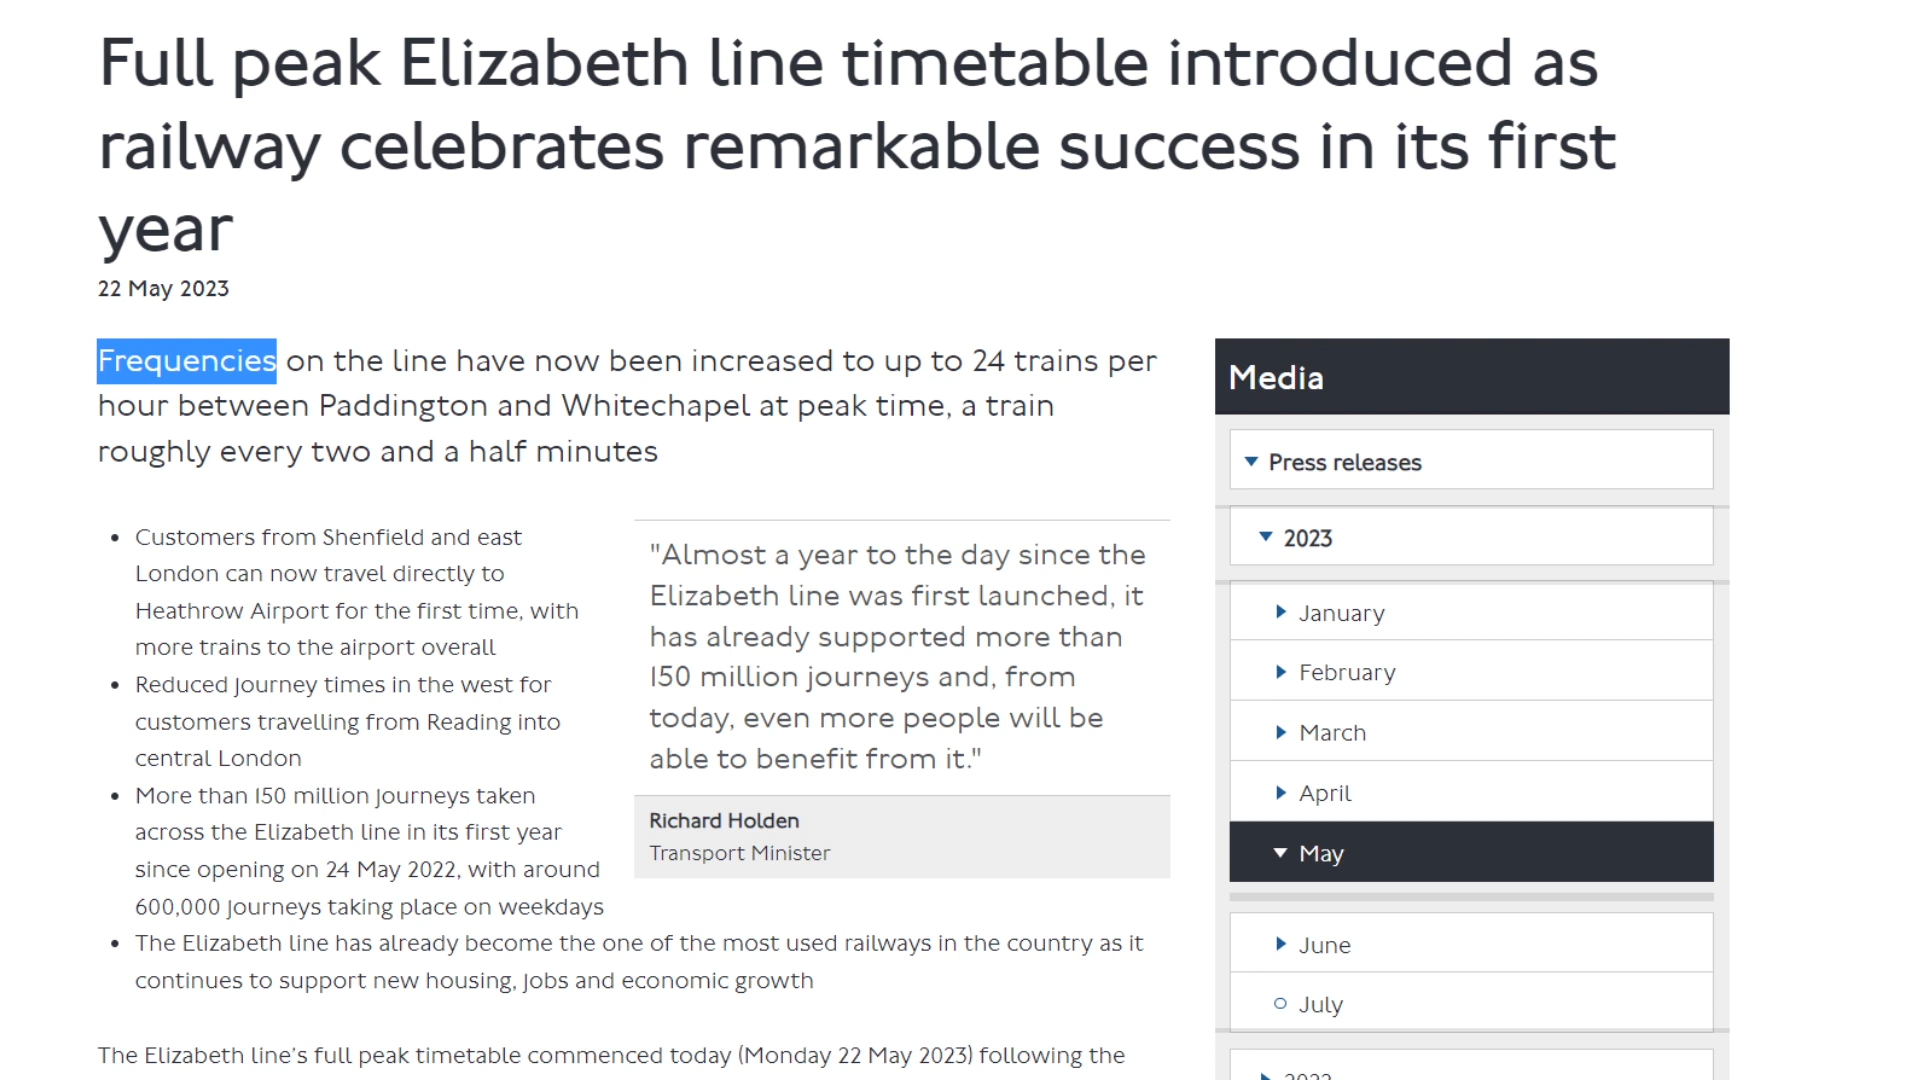 Full peak Elizabeth line timetable introduced as
railway celebrates remarkable success in its first
year
22 May 2023
Frequencies on the line have now been increased to up to 24 trains per
hour between Paddington and Whitechapel at peak time, a train
roughly every two and a half minutes
Customers from Shenfield and east
London can now travel directly to
Heathrow Airport for the first time, with
more trains to the airport overall
Reduced journey times in the west for
customers travelling from Reading into
central London
More than 150 million journeys taken
across the Elizabeth line in its first year
since opening on 24 May 2022, with around
600,000 journeys taking place on weekdays
The Elizabeth line has already become the one of the most used railways in the country as it
continues to support new housing, jobs and economic growth
"Almost a year to the day since the
Elizabeth line was first launched, it
has already supported more than
150 million journeys and, from
today, even more people will be
able to benefit from it."
Richard Holden
Transport Minister
The Elizabeth line's full peak timetable commenced today (Monday 22 May 2023) following the
Media
Press releases
2023
January
February
March
April
May
June
July
2022